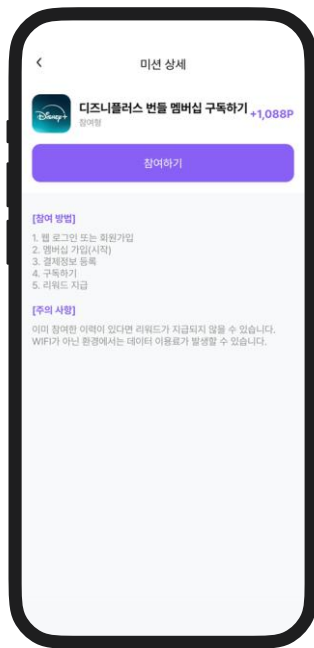 미션 상세
Disney+
디즈니플러스 번들 멤버십 구독하기 +1,088P
참여형
참여하기
[참여 방법]
1. 웹 로그인 또는 회원가입
2. 멤버십 가입(시작)
3. 결제정보 등록
4. 구독하기
5. 리워드 지급
[주의 사항]
이미 참여한 이력이 있다면 리워드가 지급되지 않을 수 있습니다.
WIFI가 아닌 환경에서는 데이터 이용료가 발생할 수 있습니다.